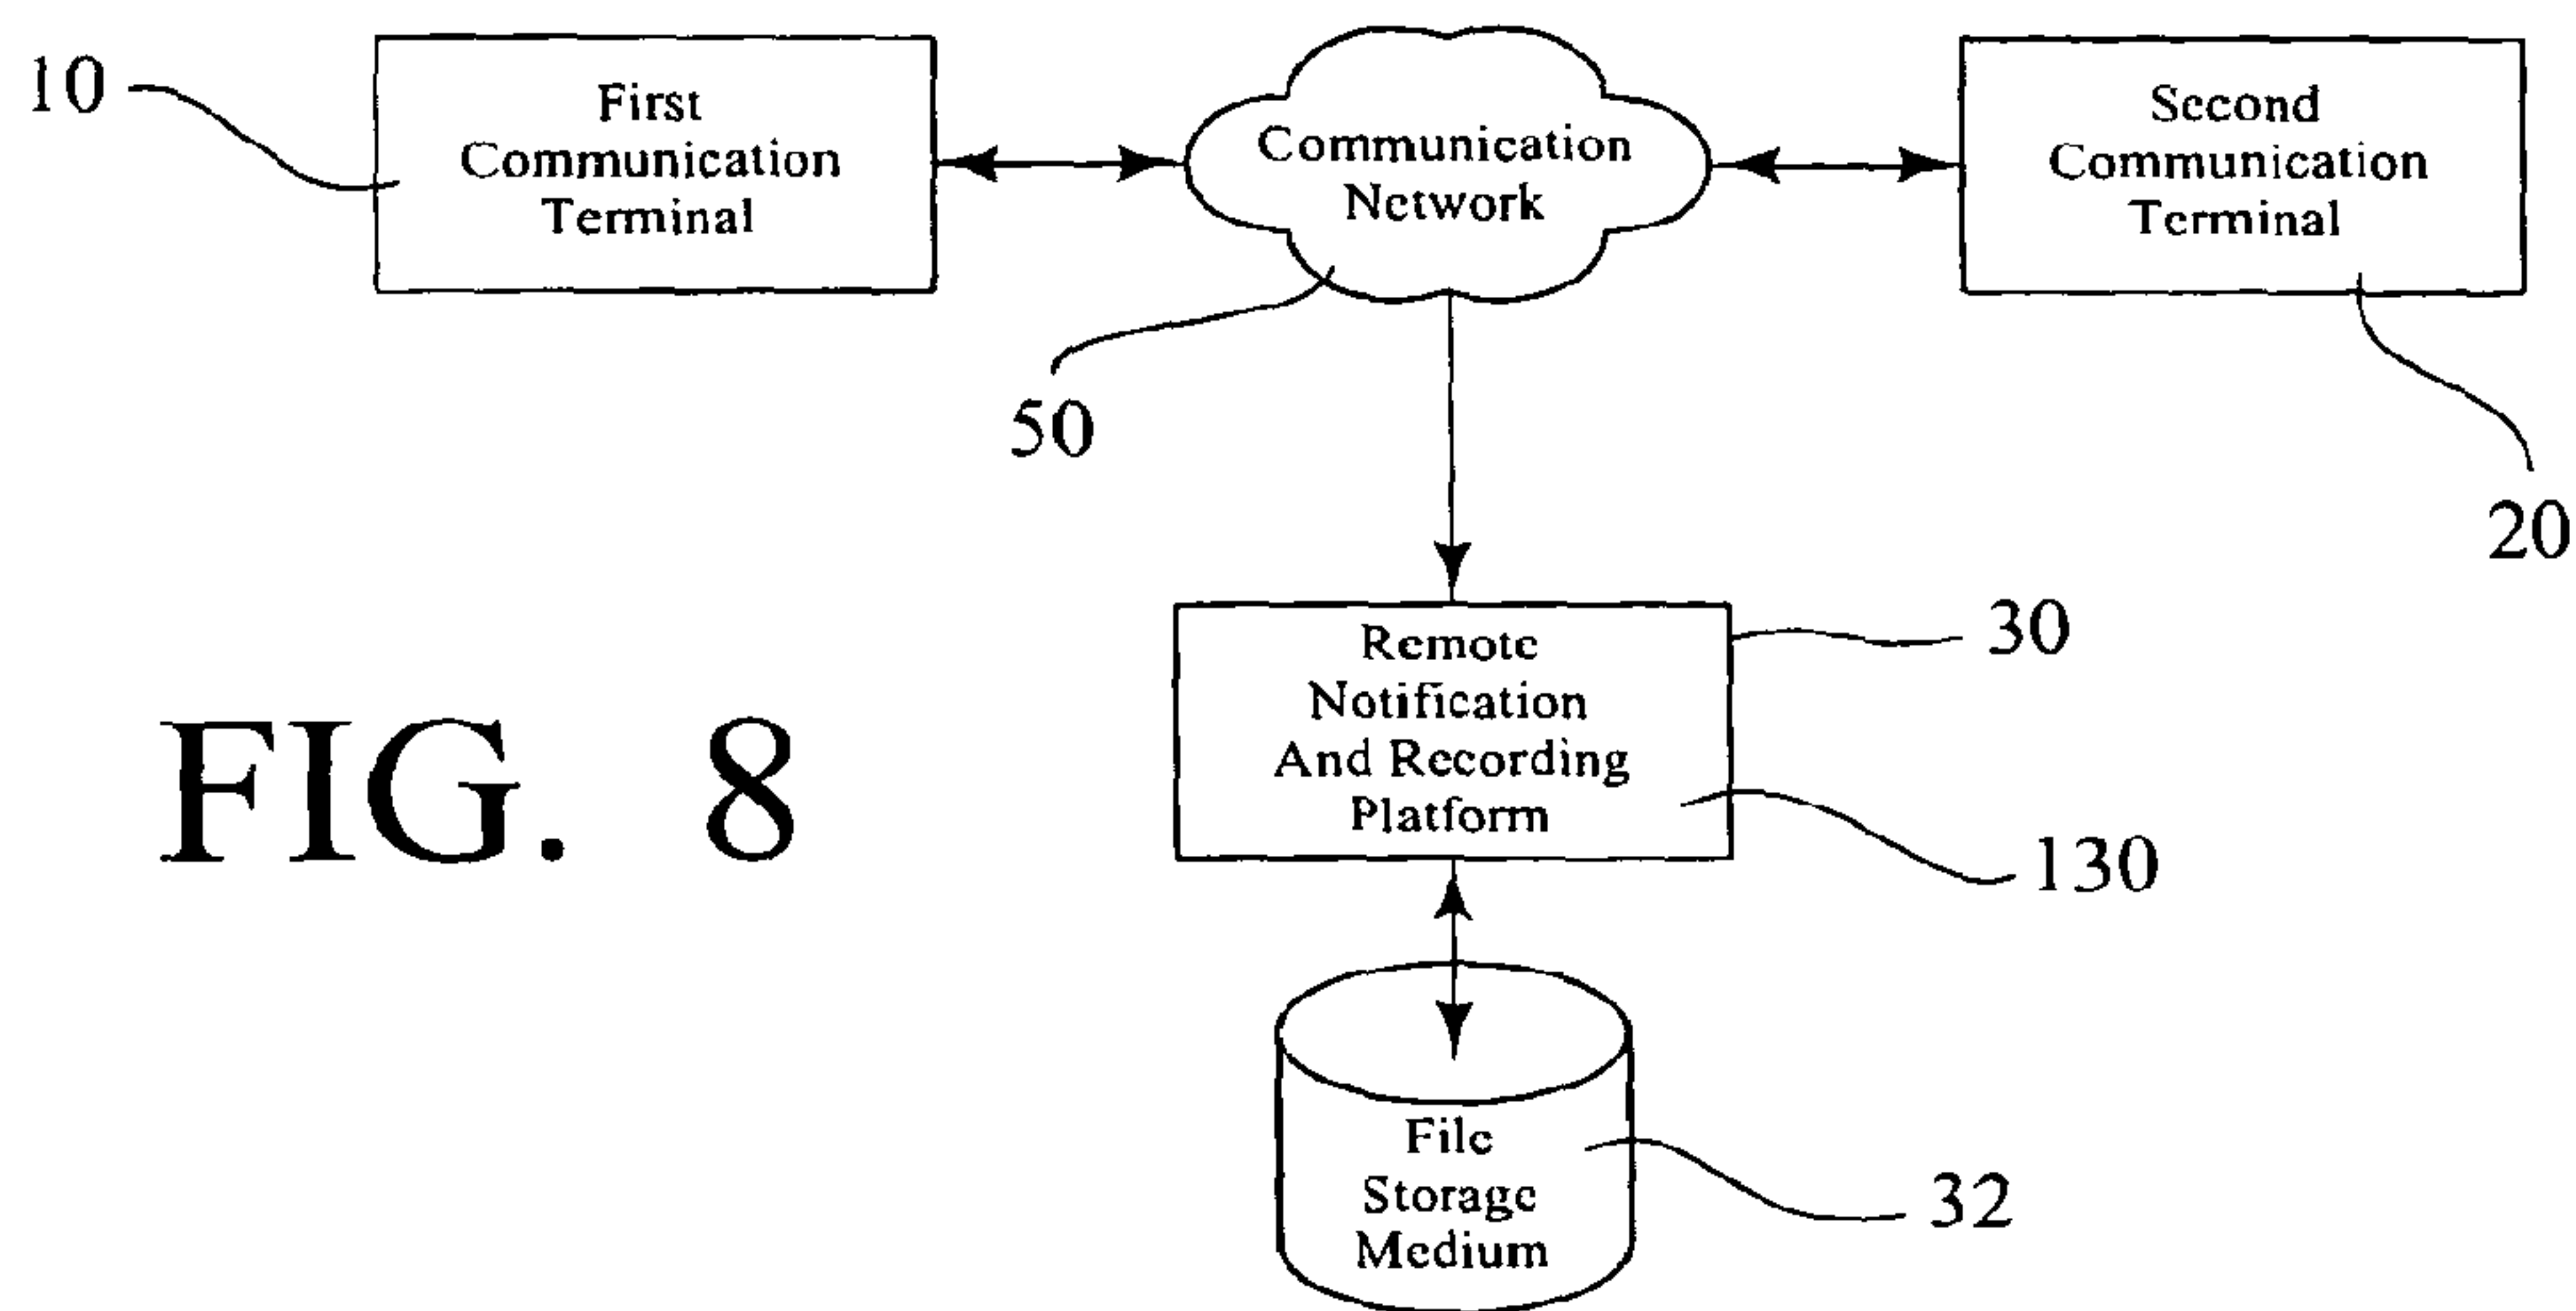 10
First
Communication
Terminal
Communication
Network
Second
Communication
Terminal
50
20
Remote
Notification
And Recording
Platform
30
130
FIG. 8
File
Storage
Medium
32